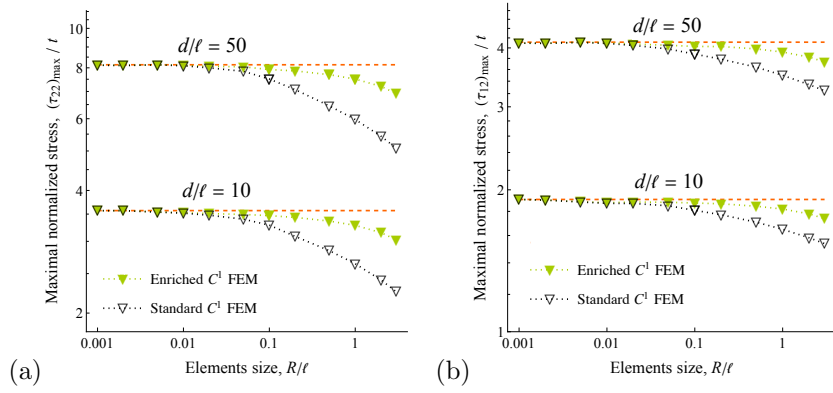 10
8
6
4
2
d/ℓ = 50
d/ℓ = 10
Enriched C¹ FEM
Standard C¹ FEM
0.001
0.01
0.1
1
Elements size, R/ℓ
Maximal normalized stress, (τ₂₂)max / t
(a)
4
3
2
1
d/ℓ = 50
d/ℓ = 10
Enriched C¹ FEM
Standard C¹ FEM
0.001
0.01
0.1
1
Elements size, R/ℓ
Maximal normalized stress, (τ₁₂)max / t
(b)